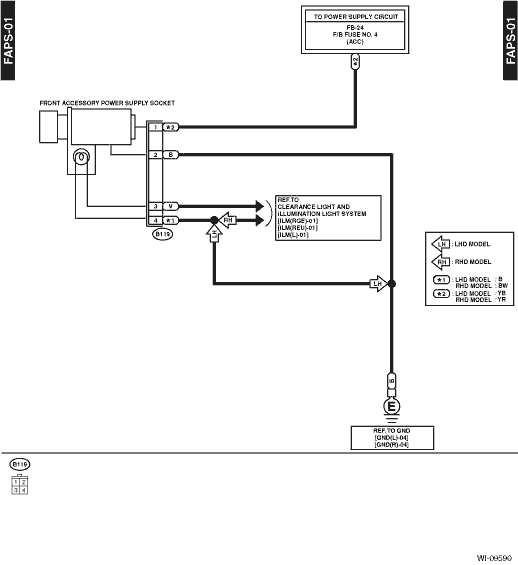 FAPS-01
FAPS-01
TO POWER SUPPLY CIRCUIT
FB-24
F/B FUSE NO. 4
(ACC)
★2
FRONT ACCESSORY POWER SUPPLY SOCKET
1 ★2
2 B
3 V
4 ★1
B119
RH
LH
REF.TO
CLEARANCE LIGHT AND
ILLUMINATION LIGHT SYSTEM
[ILM(RGE)-01]
[ILM(REU)-01]
[ILM(L)-01]
LH
LH : LHD MODEL
RH : RHD MODEL
★1 : LHD MODEL : B
RHD MODEL : BW
★2 : LHD MODEL : YB
RHD MODEL : YR
B
E
REF.TO GND
[GND(L)-04]
[GND(R)-04]
B119
1 2
3 4
WI-09590